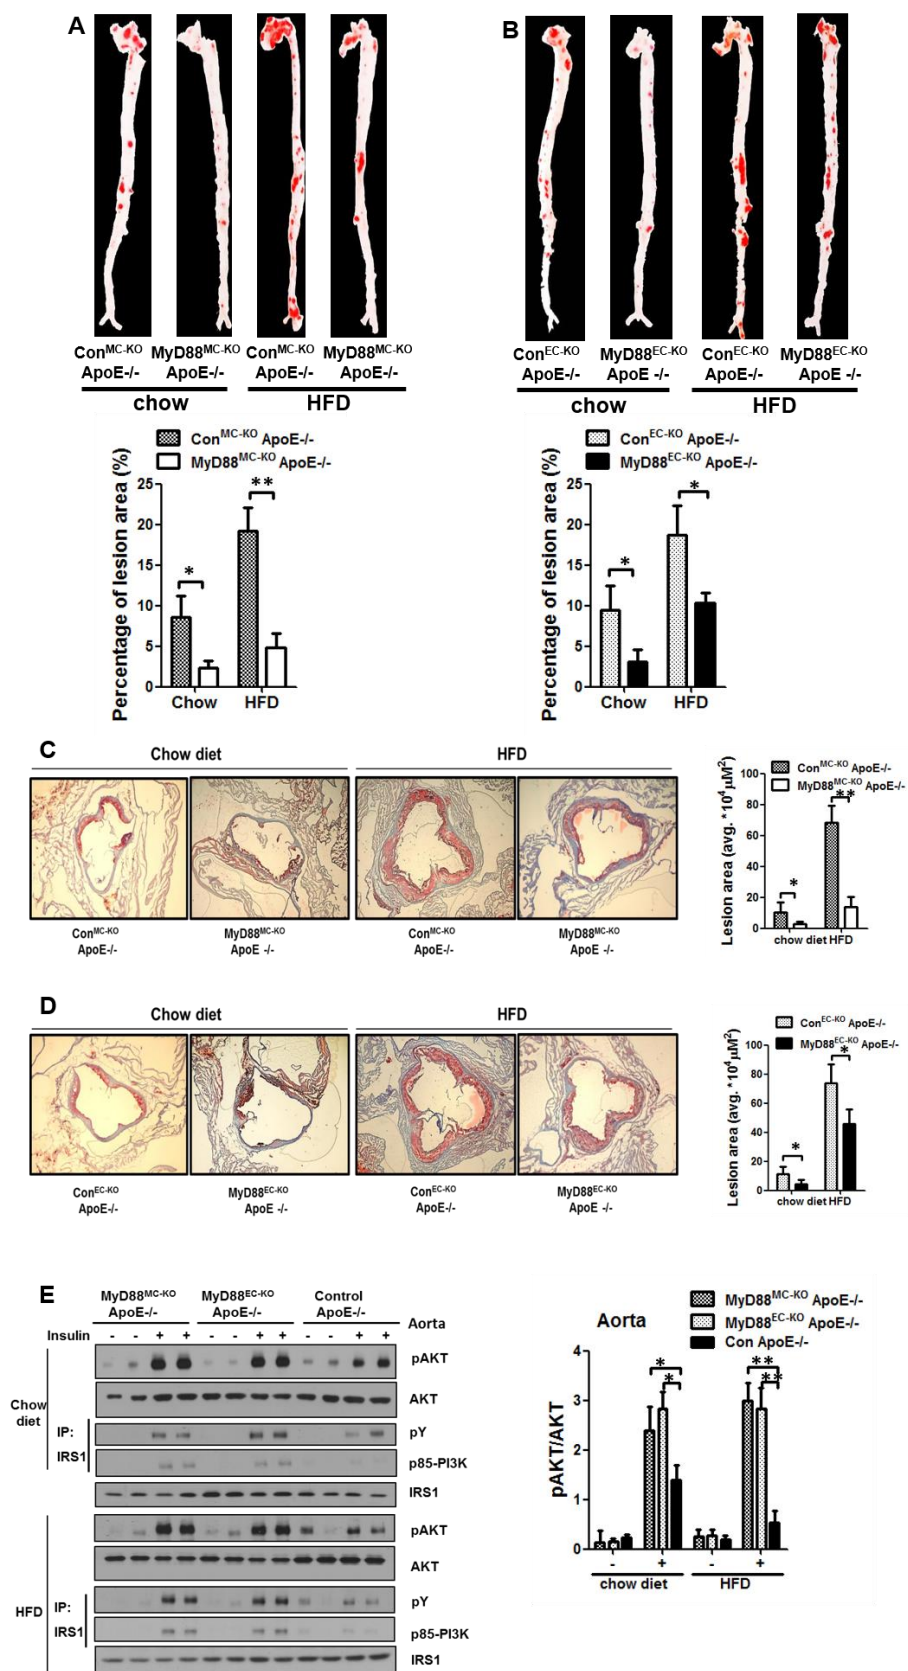 A
B
Con^MC-KO MyD88^MC-KO Con^MC-KO MyD88^MC-KO
ApoE-/- ApoE-/- ApoE-/- ApoE-/-
chow HFD
Con^EC-KO MyD88^EC-KO Con^EC-KO MyD88^EC-KO
ApoE-/- ApoE -/- ApoE-/- ApoE -/-
chow HFD
Con^MC-KO ApoE-/-
MyD88^MC-KO ApoE-/-
Percentage of lesion area (%)
25
20
15
10
5
0
* **
Chow HFD
Con^EC-KO ApoE-/-
MyD88^EC-KO ApoE-/-
Percentage of lesion area (%)
25
20
15
10
5
0
* *
Chow HFD
C
Chow diet HFD
Con^MC-KO MyD88^MC-KO Con^MC-KO MyD88^MC-KO
ApoE-/- ApoE -/- ApoE-/- ApoE -/-
Con^MC-KO ApoE-/-
MyD88^MC-KO ApoE-/-
Lesion area (avg. *10^4μM^2)
100
80
60
40
20
0
* **
chow diet HFD
D
Chow diet HFD
Con^EC-KO MyD88^EC-KO Con^EC-KO MyD88^EC-KO
ApoE-/- ApoE -/- ApoE-/- ApoE -/-
Con^EC-KO ApoE-/-
MyD88^EC-KO ApoE-/-
Lesion area (avg. *10^4μM^2)
100
80
60
40
20
0
* *
chow diet HFD
E
MyD88^MC-KO MyD88^EC-KO Control
ApoE-/- ApoE-/- ApoE-/-
Aorta
Insulin - - + + - - + + - - + +
Chow diet
pAKT
AKT
IP: IRS1
pY
p85-PI3K
IRS1
HFD
pAKT
AKT
IP: IRS1
pY
p85-PI3K
IRS1
MyD88^MC-KO ApoE-/-
MyD88^EC-KO ApoE-/-
Con ApoE-/-
Aorta
pAKT/AKT
4
3
2
1
0
* * ** **
- + - +
chow diet HFD